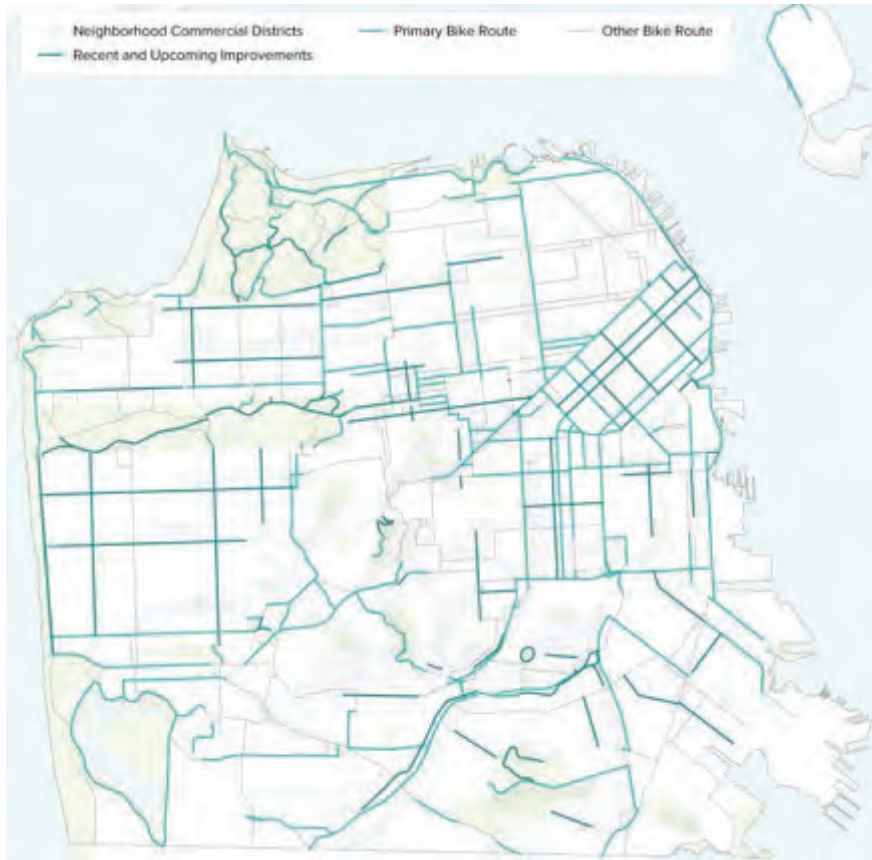 Neighborhood Commercial Districts Primary Bike Route Other Bike Route
Recent and Upcoming Improvements